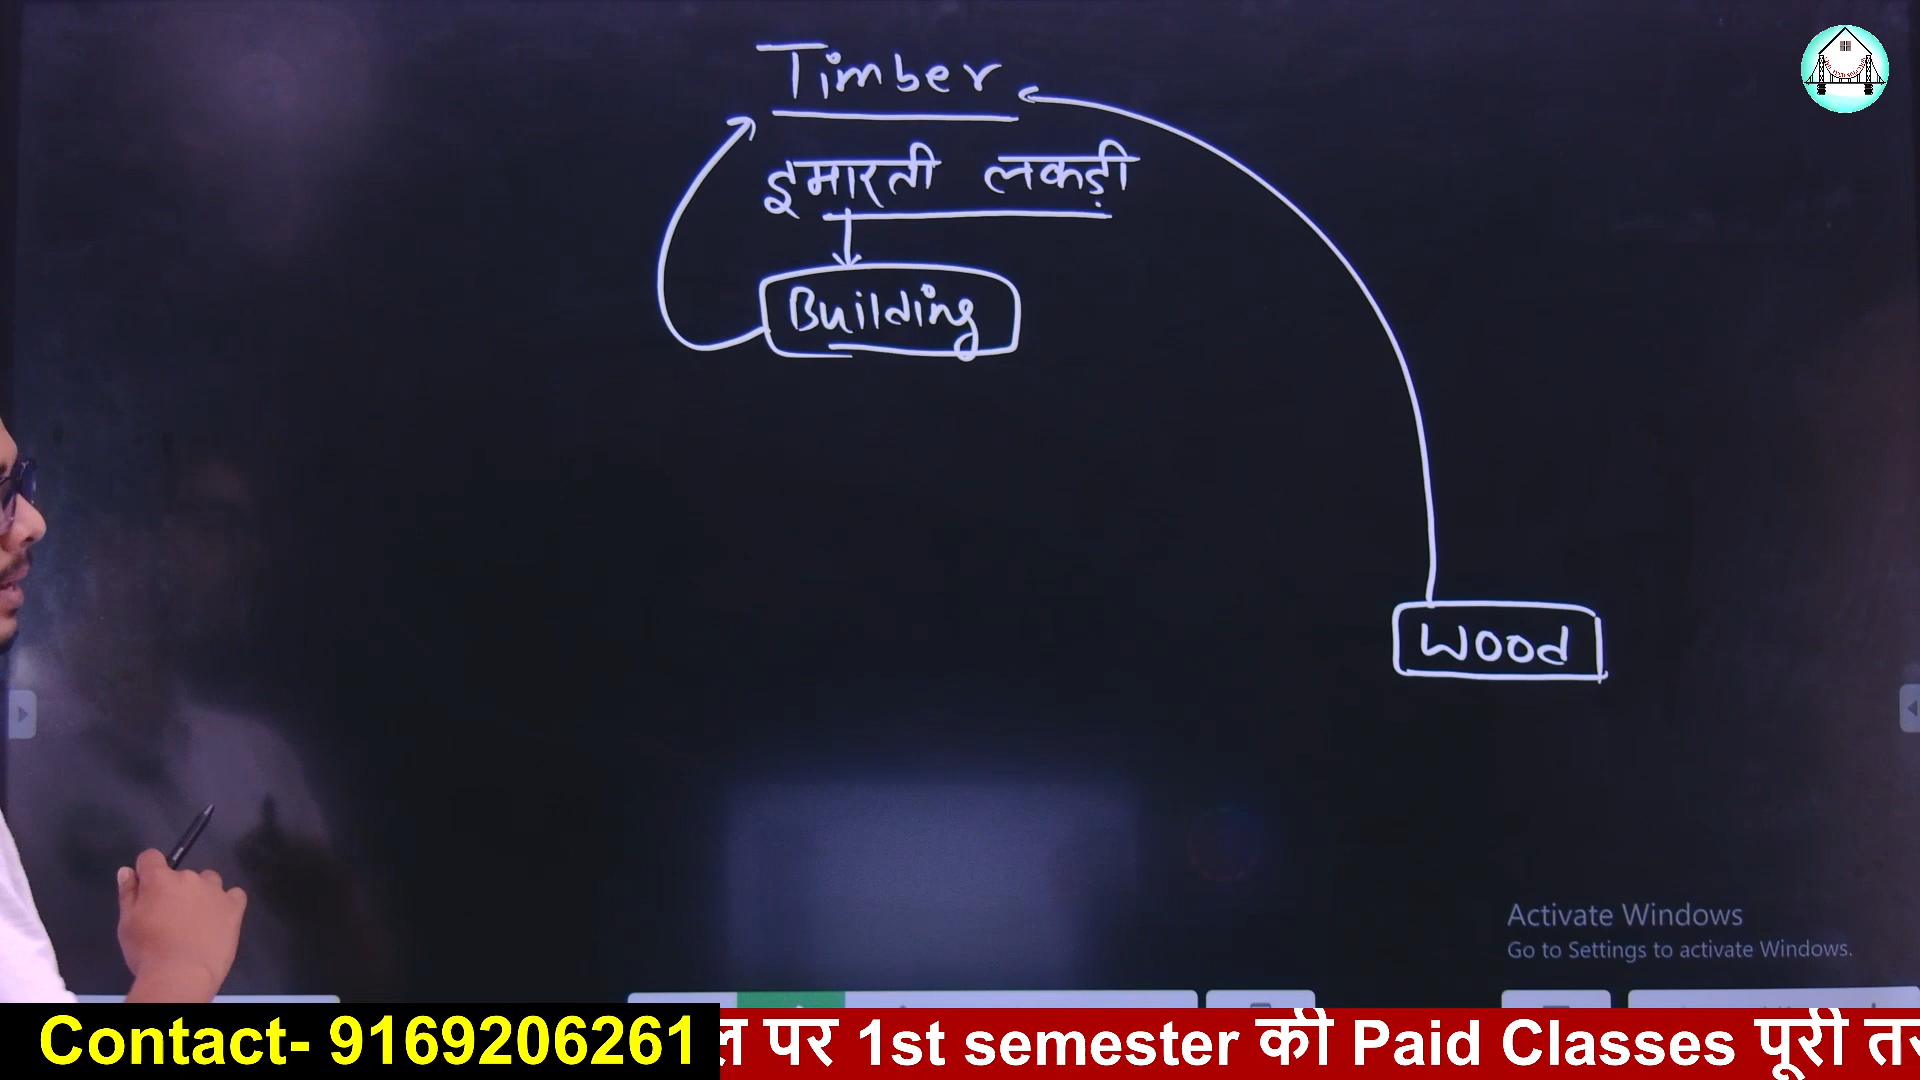 Timber
इमारती लकड़ी
Building
Wood
Activate Windows
Go to Settings to activate Windows.
Contact- 9169206261
पर 1st semester की Paid Classes पूरी